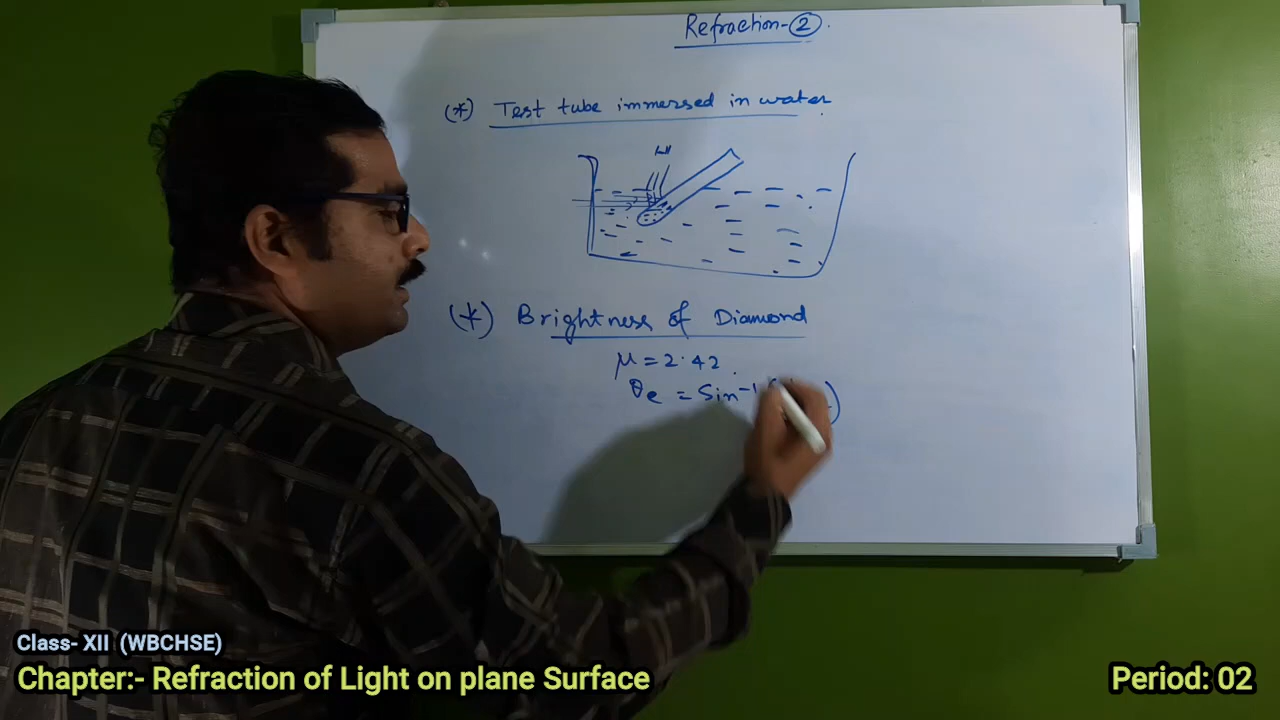 Refraction-②.
(*) Test tube immersed in water.
(*) Brightness of Diamond
μ = 2.42.
θc = Sin⁻¹ ( )
Class- XII (WBCHSE)
Chapter:- Refraction of Light on plane Surface
Period: 02